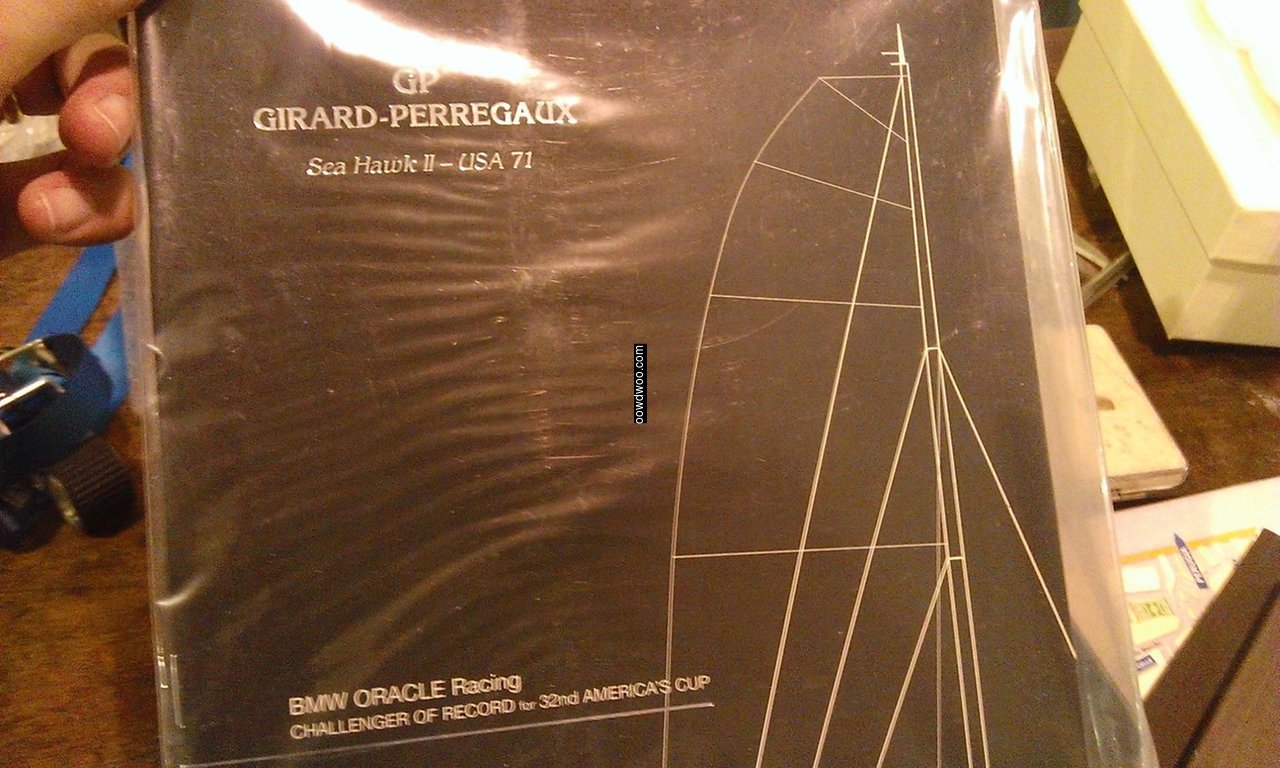 GP
GIRARD-PERREGAUX
Sea Hawk II – USA 71
oowdwoo.com
BMW ORACLE Racing
CHALLENGER OF RECORD for 32nd AMERICA'S CUP